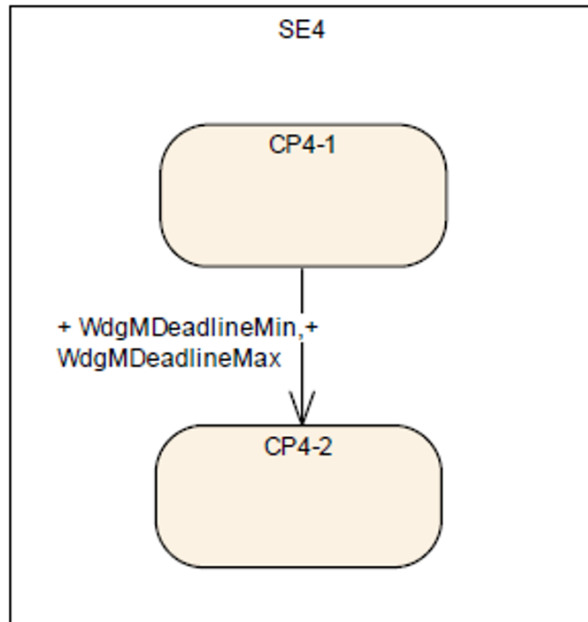 SE4
CP4-1
+ WdgMDeadlineMin,+
WdgMDeadlineMax
CP4-2